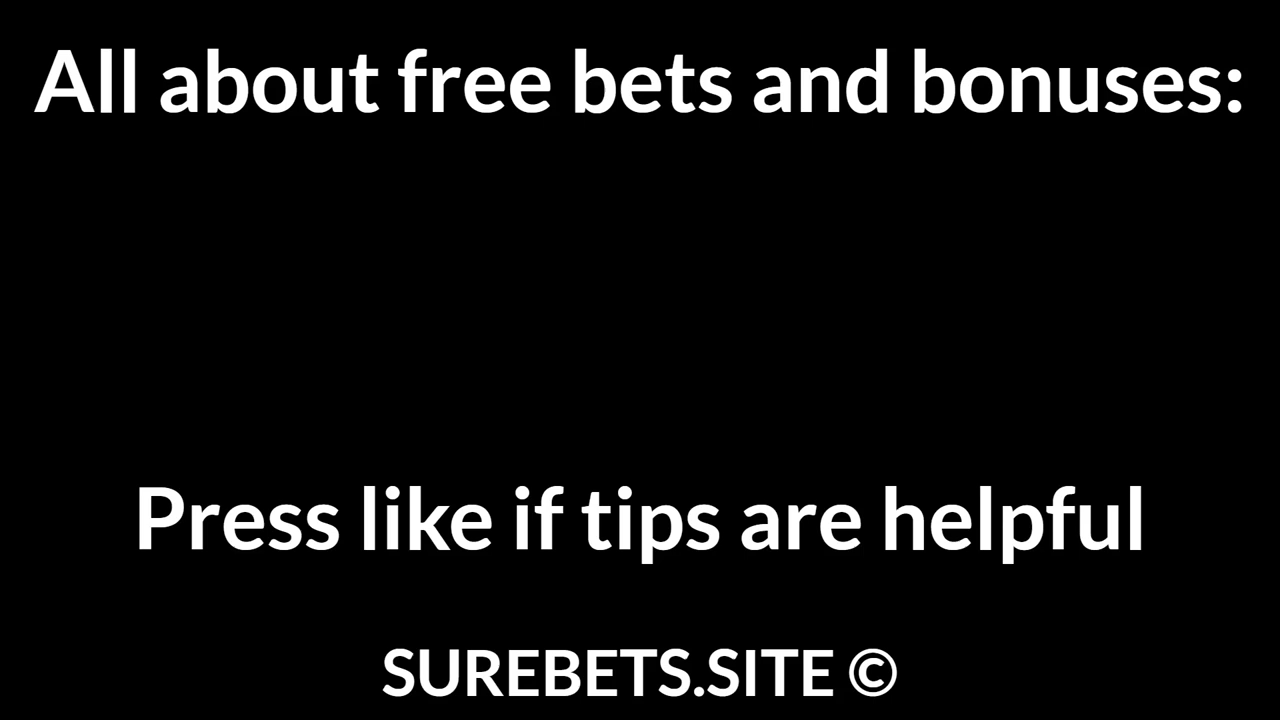 All about free bets and bonuses:
Press like if tips are helpful
SUREBETS.SITE ©